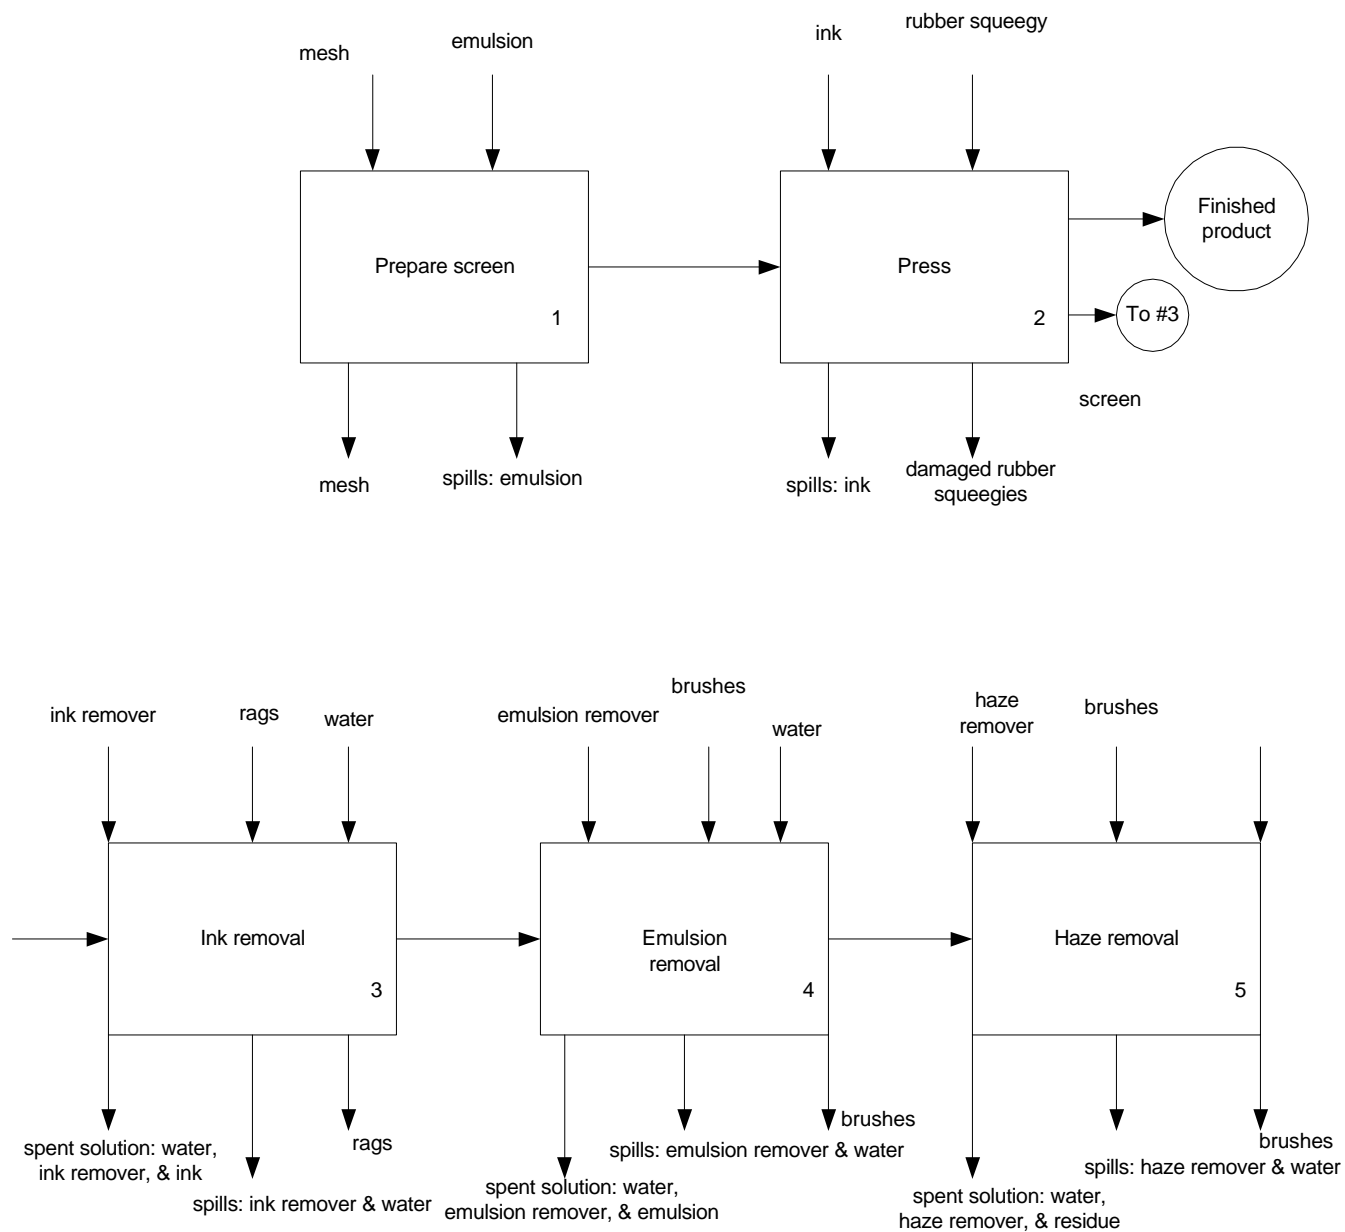 mesh
emulsion
ink
rubber squeegy
Prepare screen
1
Press
2
Finished
product
To #3
screen
mesh
spills: emulsion
spills: ink
damaged rubber
squeegies
ink remover
rags
water
emulsion remover
brushes
water
haze
remover
brushes
Ink removal
3
Emulsion
removal
4
Haze removal
5
spent solution: water,
ink remover, & ink
spills: ink remover & water
rags
spent solution: water,
emulsion remover, & emulsion
spills: emulsion remover & water
brushes
spent solution: water,
haze remover, & residue
spills: haze remover & water
brushes